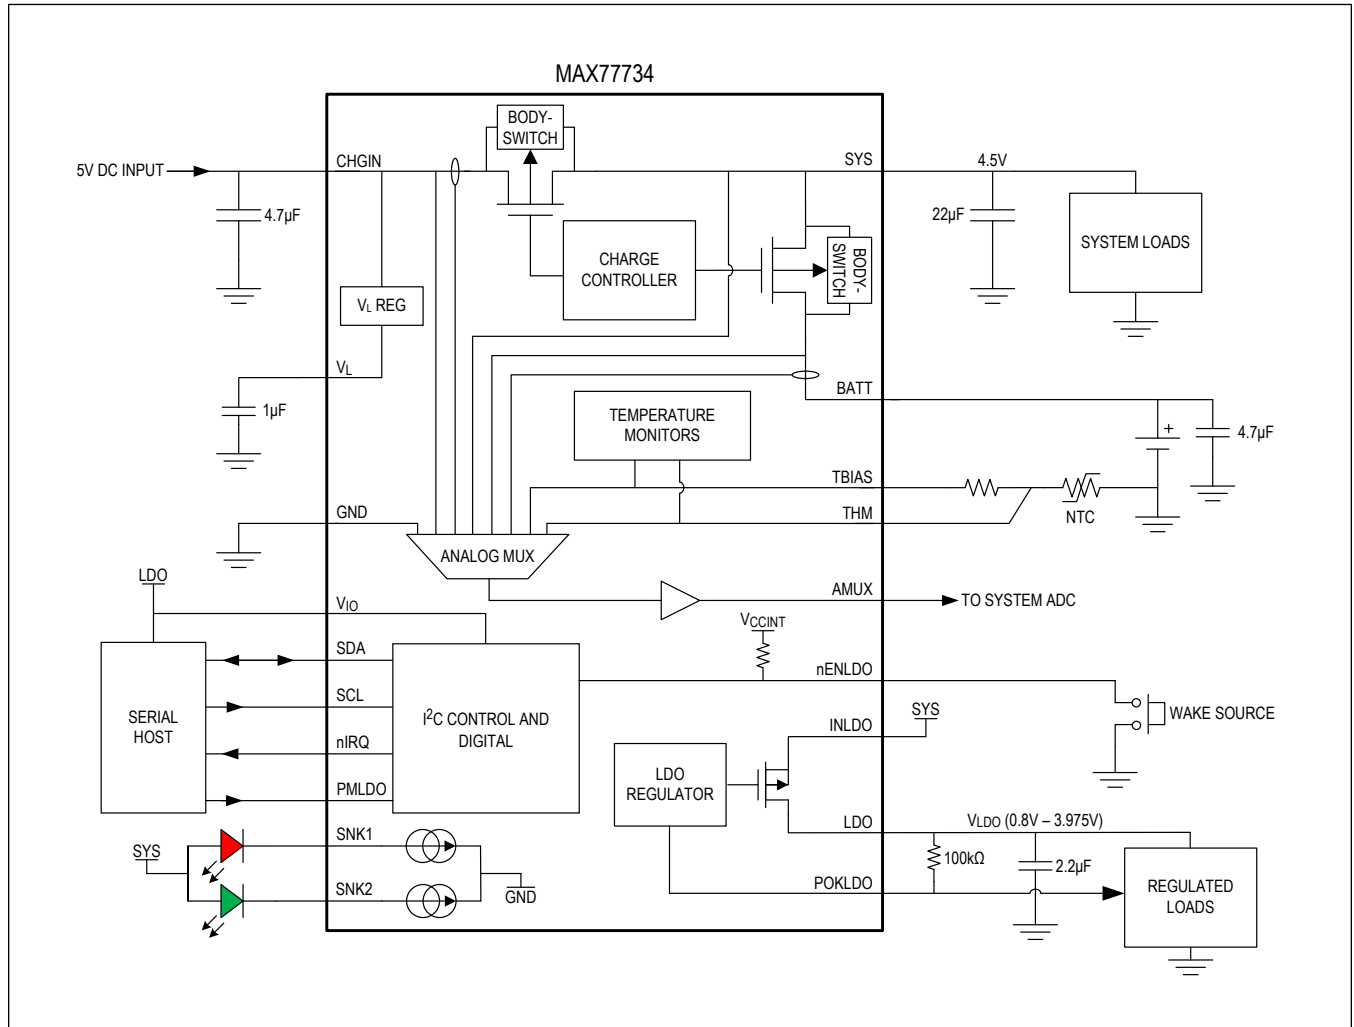 MAX77734
BODY-
SWITCH
5V DC INPUT
CHGIN
SYS
4.5V
4.7µF
22µF
SYSTEM LOADS
CHARGE
CONTROLLER
BODY-
SWITCH
VL REG
VL
1µF
BATT
TEMPERATURE
MONITORS
+
4.7µF
TBIAS
NTC
GND
THM
ANALOG MUX
LDO
AMUX
TO SYSTEM ADC
VIO
VCCINT
SDA
nENLDO
SCL
SERIAL
HOST
I2C CONTROL AND
DIGITAL
SYS
WAKE SOURCE
INLDO
nIRQ
LDO
REGULATOR
PMLDO
LDO
VLDO (0.8V – 3.975V)
SNK1
SYS
100kΩ
2.2µF
POKLDO
SNK2
GND
REGULATED
LOADS